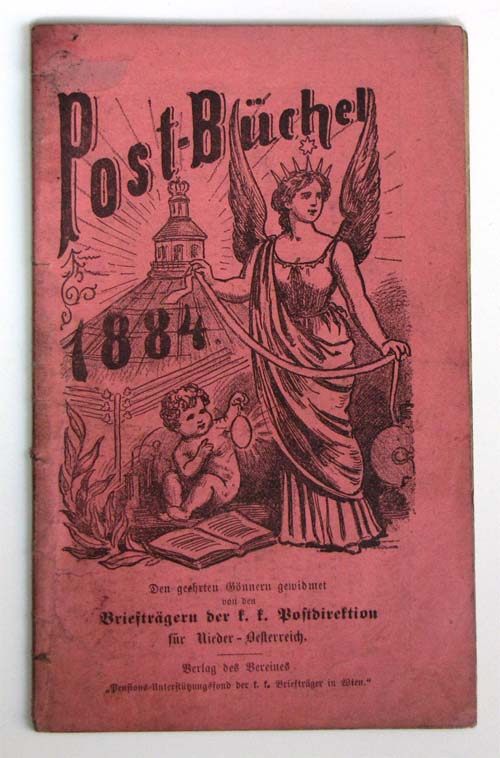 Post-Büchel
1884.
Den geehrten Gönnern gewidmet
von den
Briefträgern der k. k. Postdirektion
für Nieder-Oesterreich.
Verlag des Vereines
„Pensions-Unterstützungsfond der k. k. Briefträger in Wien."